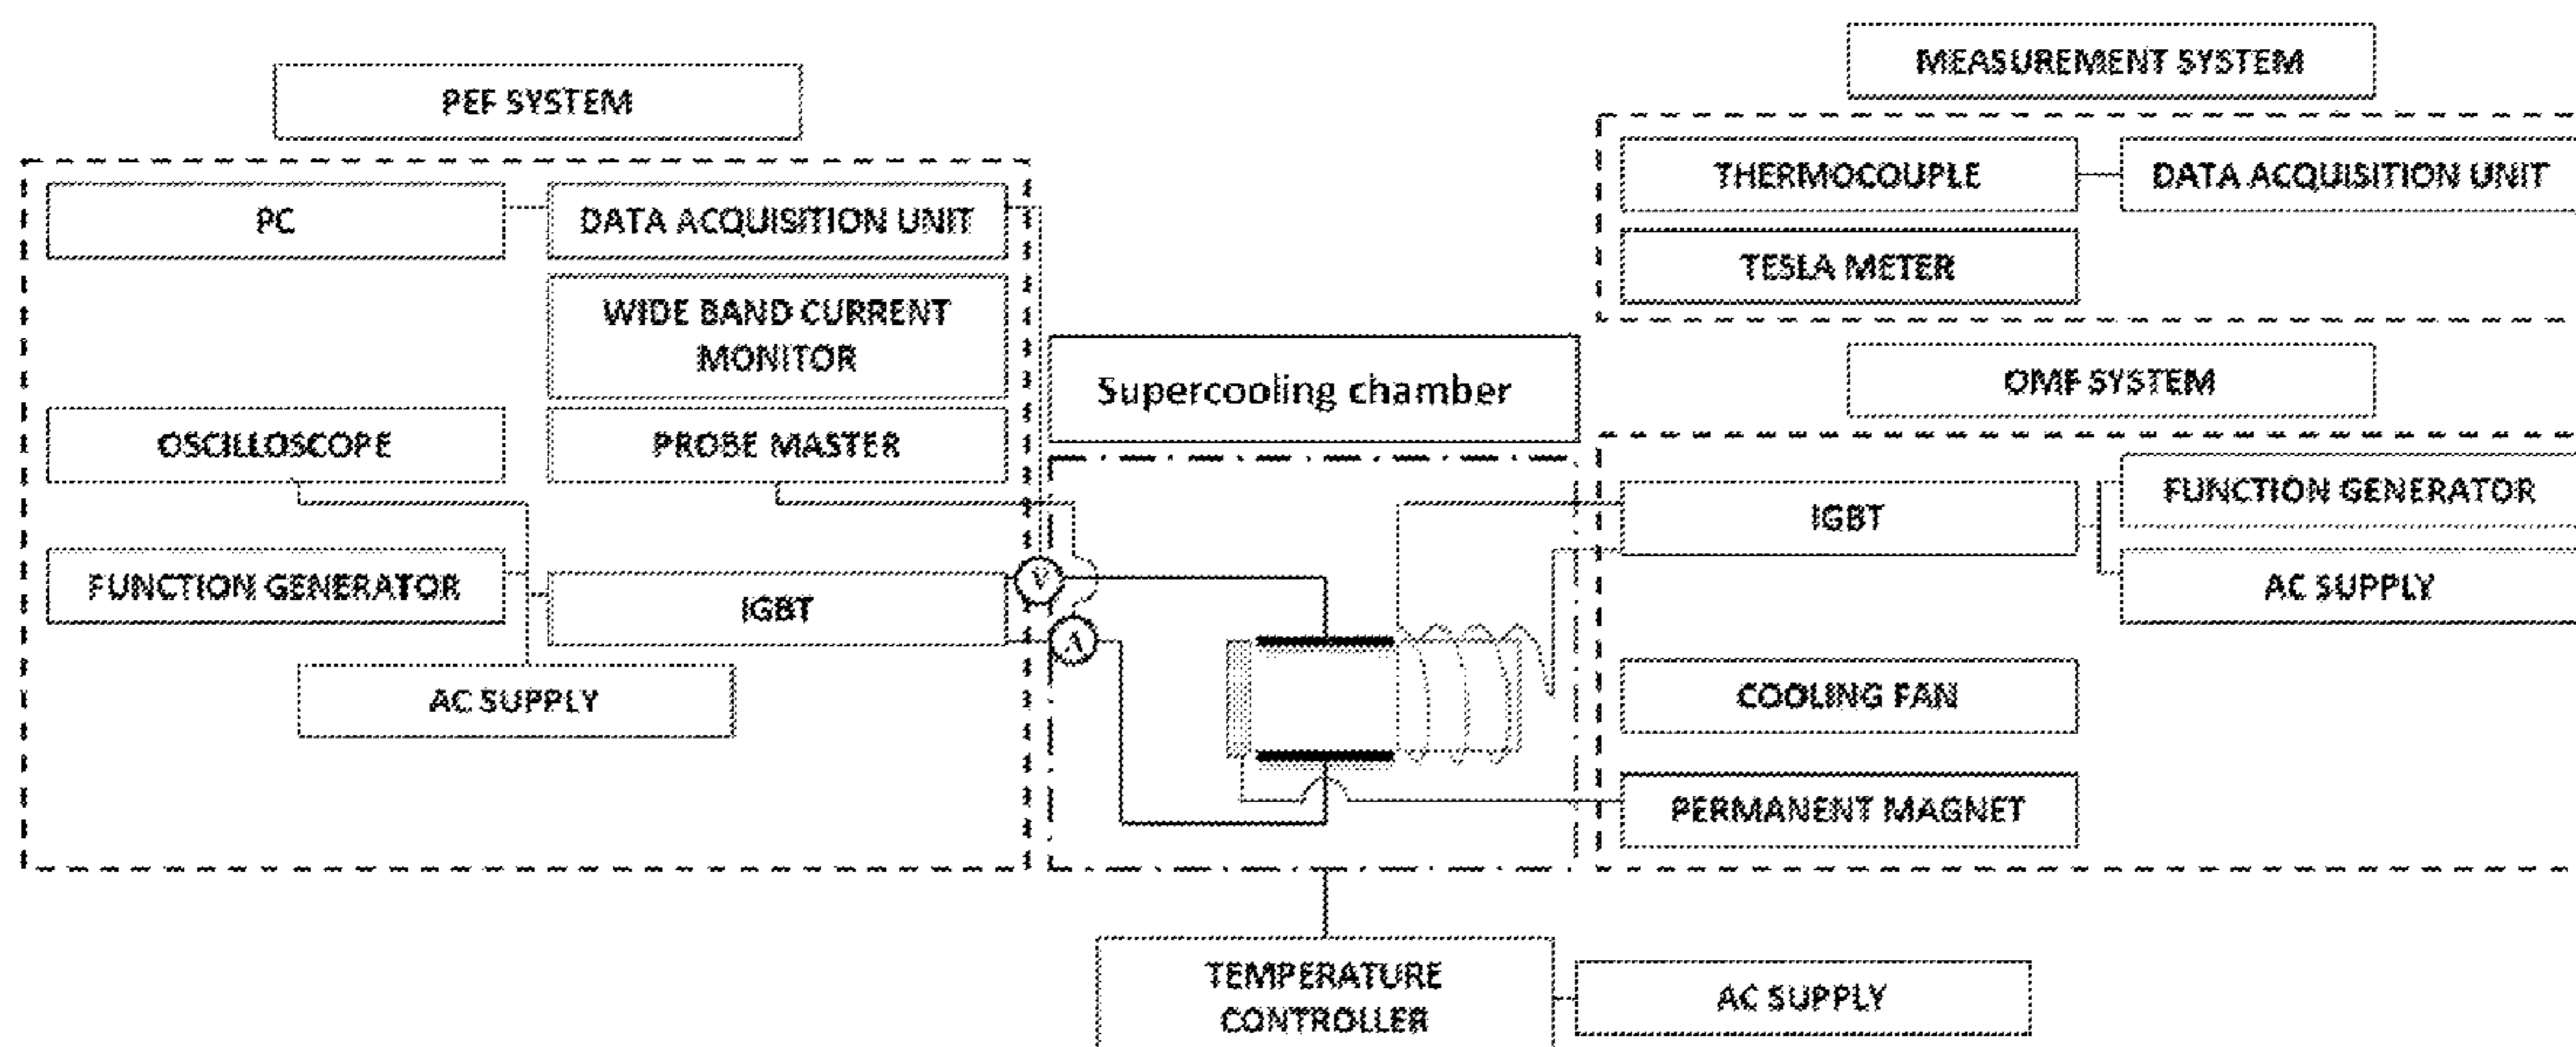 PEF SYSTEM
PC
DATA ACQUISITION UNIT
WIDE BAND CURRENT
MONITOR
OSCILLOSCOPE
PROBE MASTER
FUNCTION GENERATOR
IGBT
AC SUPPLY
Supercooling chamber
V
A
MEASUREMENT SYSTEM
THERMOCOUPLE
DATA ACQUISITION UNIT
TESLA METER
OMF SYSTEM
IGBT
FUNCTION GENERATOR
AC SUPPLY
COOLING FAN
PERMANENT MAGNET
TEMPERATURE
CONTROLLER
AC SUPPLY